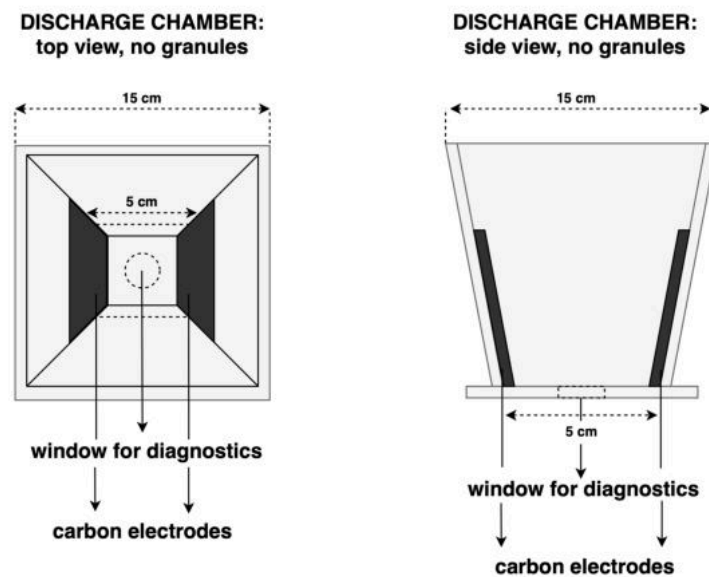 DISCHARGE CHAMBER:
top view, no granules
15 cm
5 cm
window for diagnostics
carbon electrodes
DISCHARGE CHAMBER:
side view, no granules
15 cm
5 cm
window for diagnostics
carbon electrodes